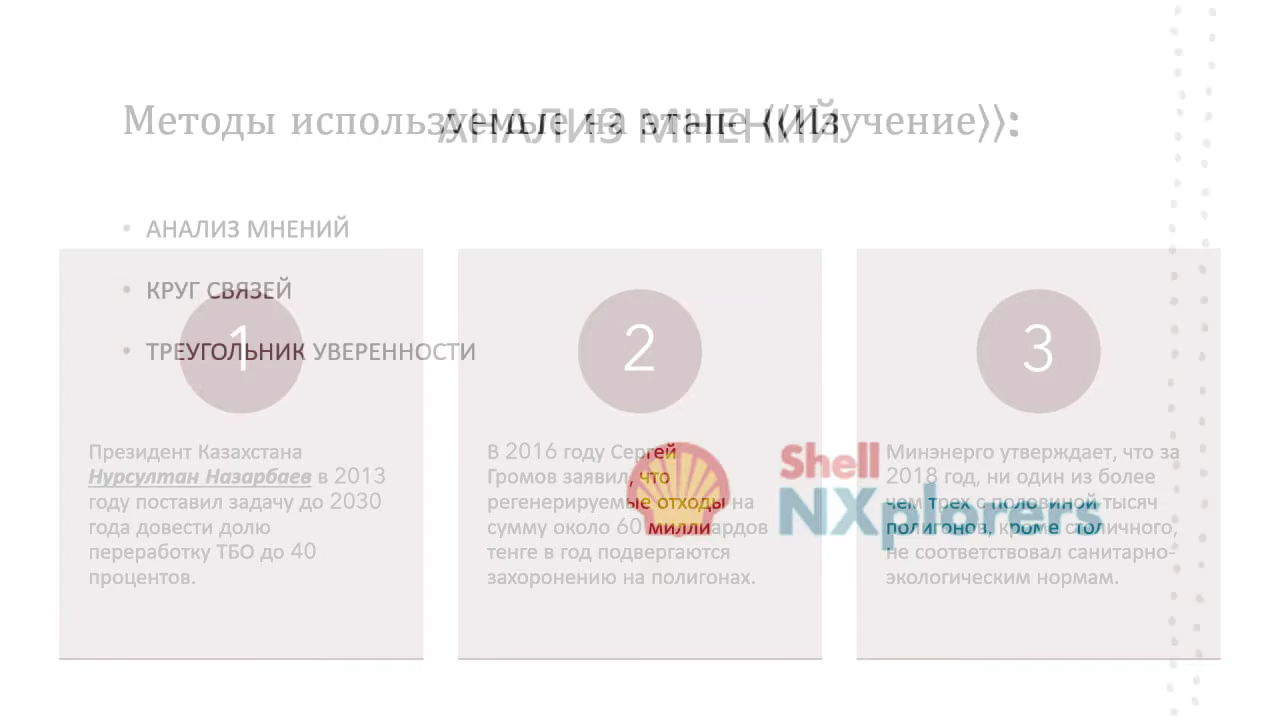 Методы используемые на этапе ⟨⟨Изучение⟩⟩:
АНАЛИЗ МНЕНИЙ
• АНАЛИЗ МНЕНИЙ
• КРУГ СВЯЗЕЙ
• ТРЕУГОЛЬНИК УВЕРЕННОСТИ
1
Президент Казахстана
Нурсултан Назарбаев в 2013
году поставил задачу до 2030
года довести долю
переработку ТБО до 40
процентов.
2
В 2016 году Сергей
Громов заявил, что
регенерируемые отходы на
сумму около 60 миллиардов
тенге в год подвергаются
захоронению на полигонах.
3
Минэнерго утверждает, что за
2018 год, ни один из более
чем трех с половиной тысяч
полигонов, кроме столичного,
не соответствовал санитарно-
экологическим нормам.
Shell
NXplorers